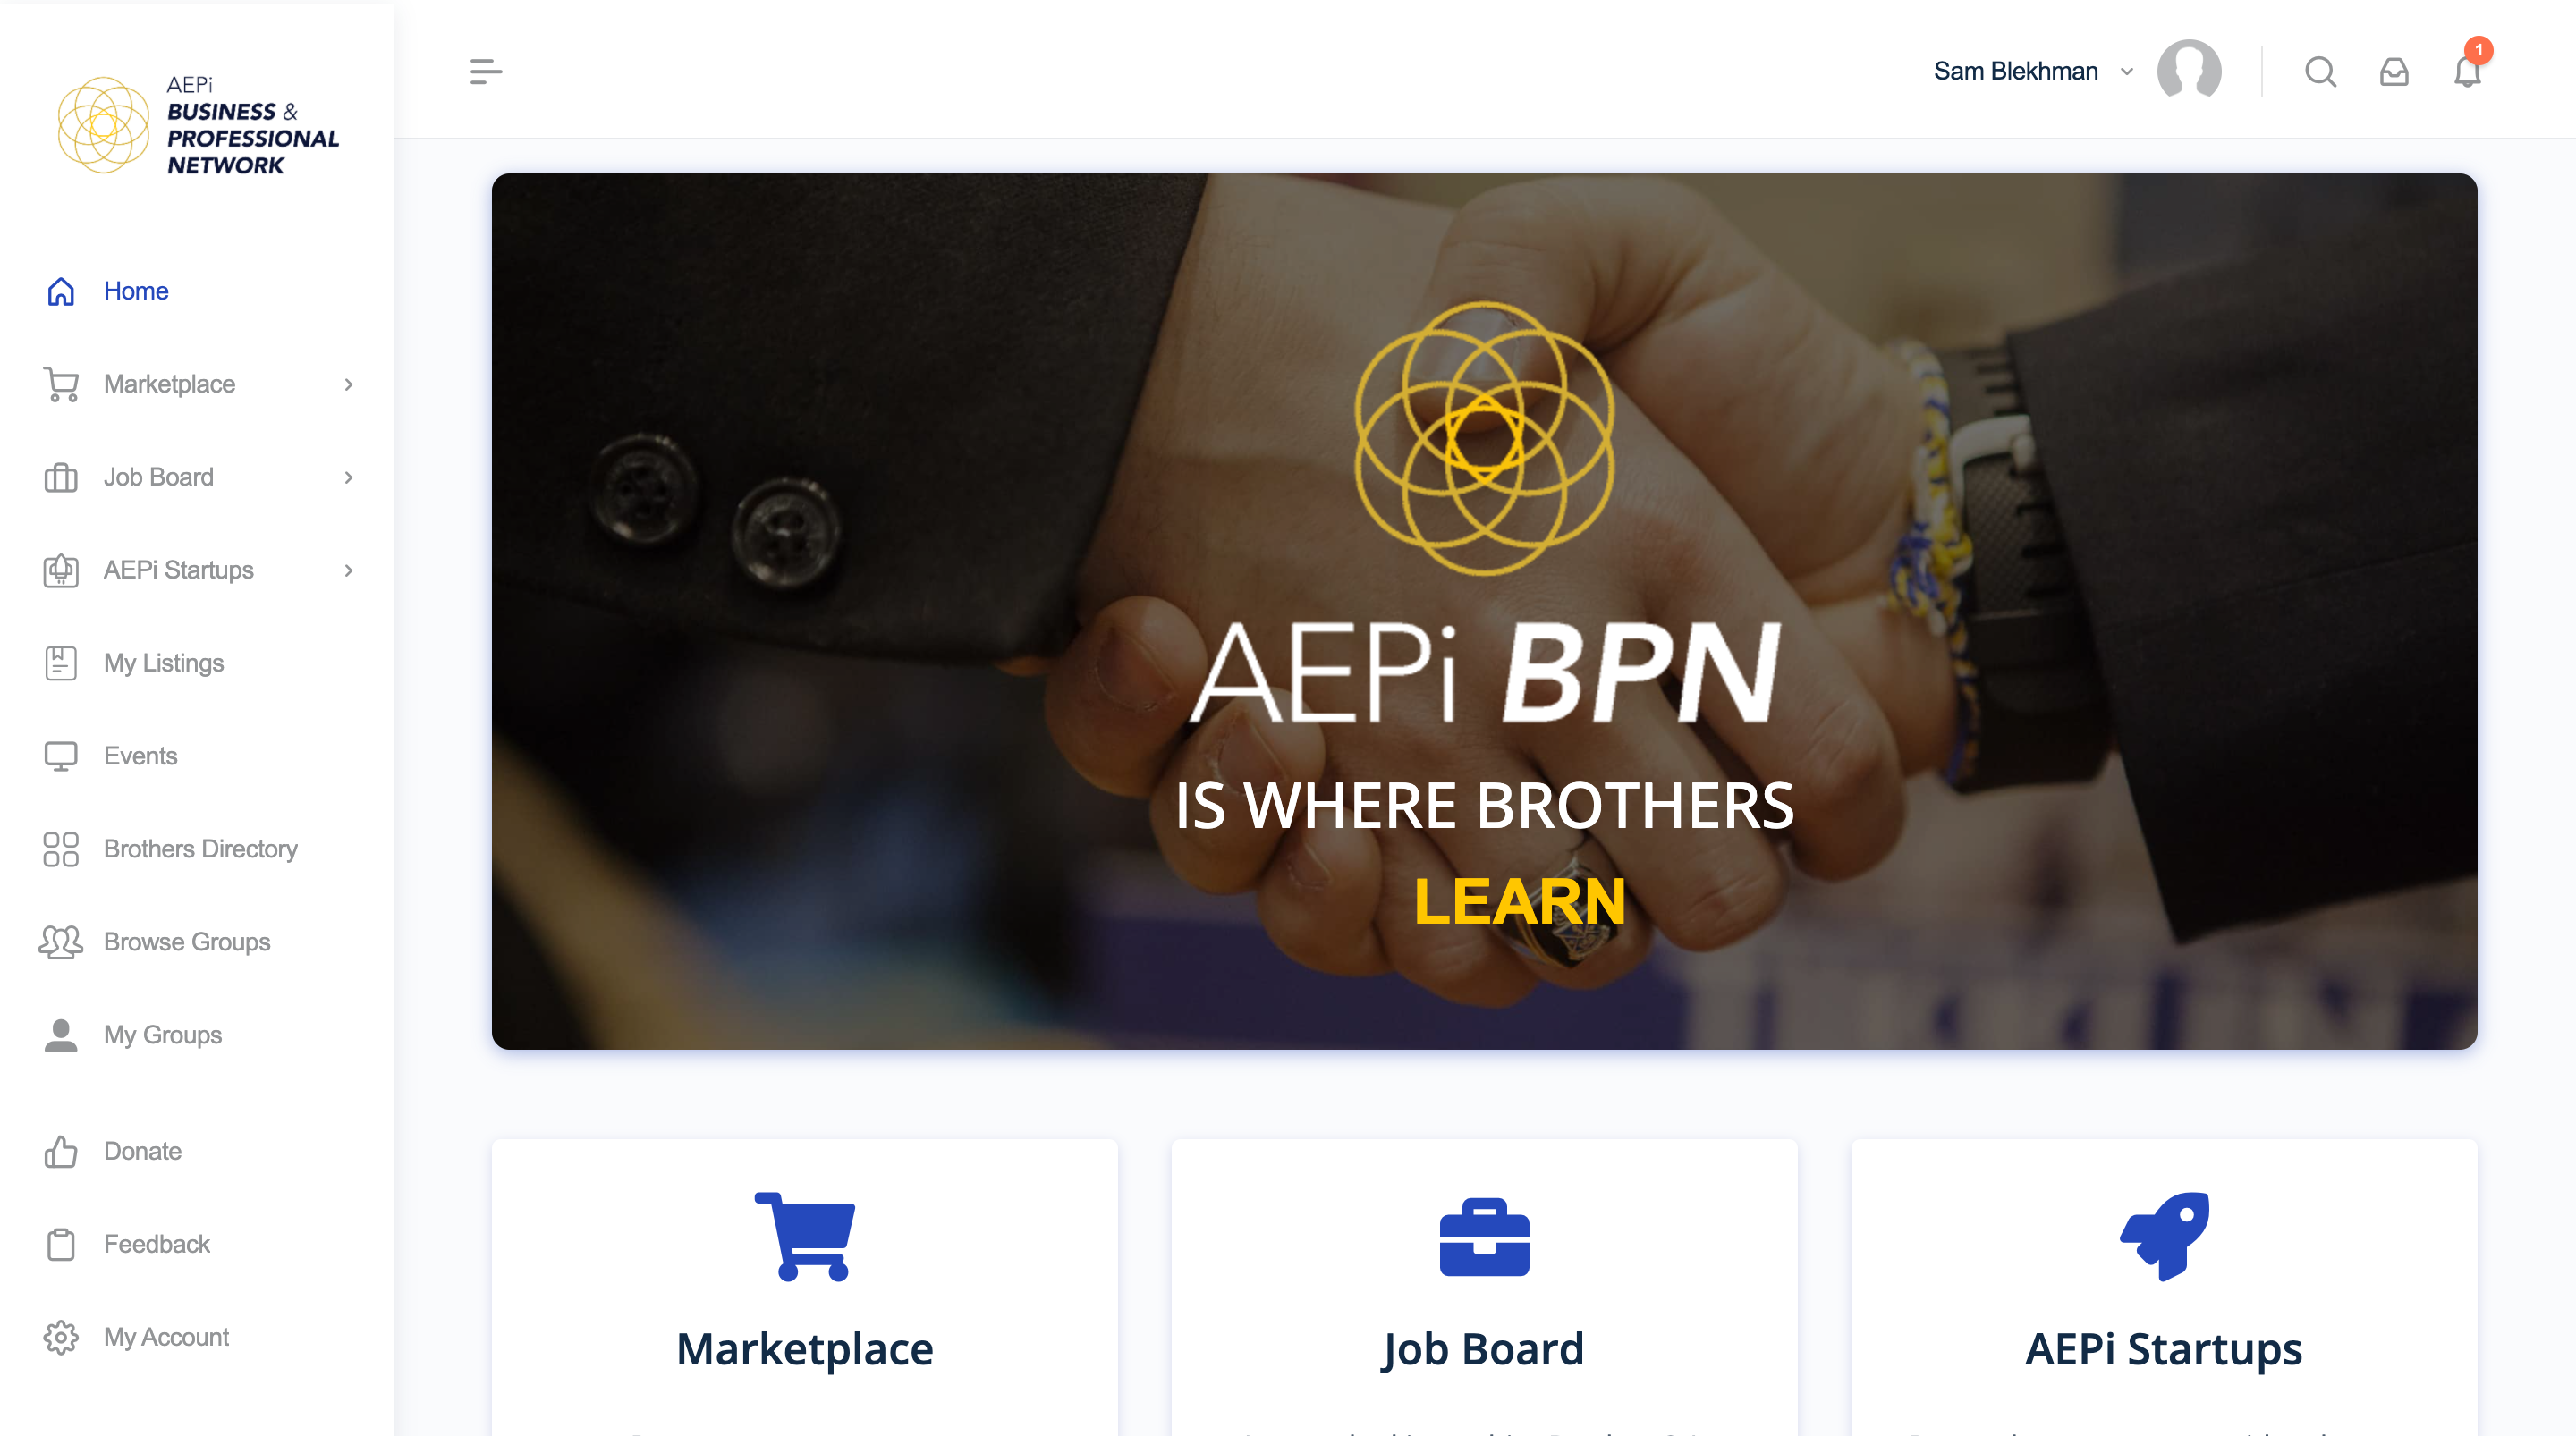 AEPi
BUSINESS &
PROFESSIONAL
NETWORK
Home
Marketplace
Job Board
AEPi Startups
My Listings
Events
Brothers Directory
Browse Groups
My Groups
Donate
Feedback
My Account
Sam Blekhman
1
AEPi BPN
IS WHERE BROTHERS
LEARN
Marketplace
Job Board
AEPi Startups